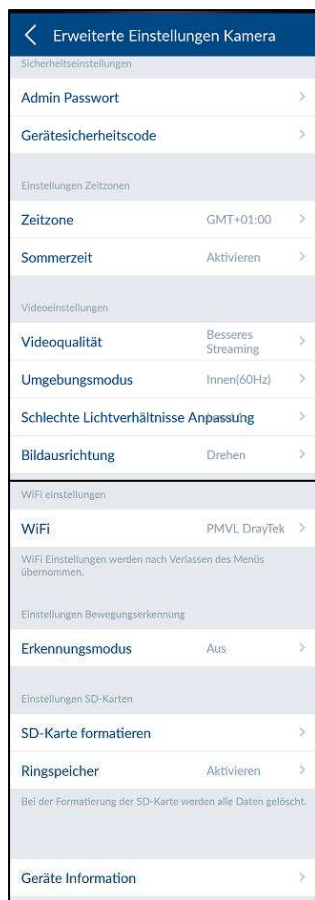 Erweiterte Einstellungen Kamera
Sicherheitseinstellungen
Admin Passwort
Gerätesicherheitscode
Einstellungen Zeitzonen
Zeitzone GMT+01:00
Sommerzeit Aktivieren
Videoeinstellungen
Videoqualität Besseres
Streaming
Umgebungsmodus Innen(60Hz)
Schlechte Lichtverhältnisse Anpassung
Bildausrichtung Drehen
WiFi einstellungen
WiFi PMVL DrayTek
WiFi Einstellungen werden nach Verlassen des Menüs
übernommen.
Einstellungen Bewegungserkennung
Erkennungsmodus Aus
Einstellungen SD-Karten
SD-Karte formatieren
Ringspeicher Aktivieren
Bei der Formatierung der SD-Karte werden alle Daten gelöscht.
Geräte Information